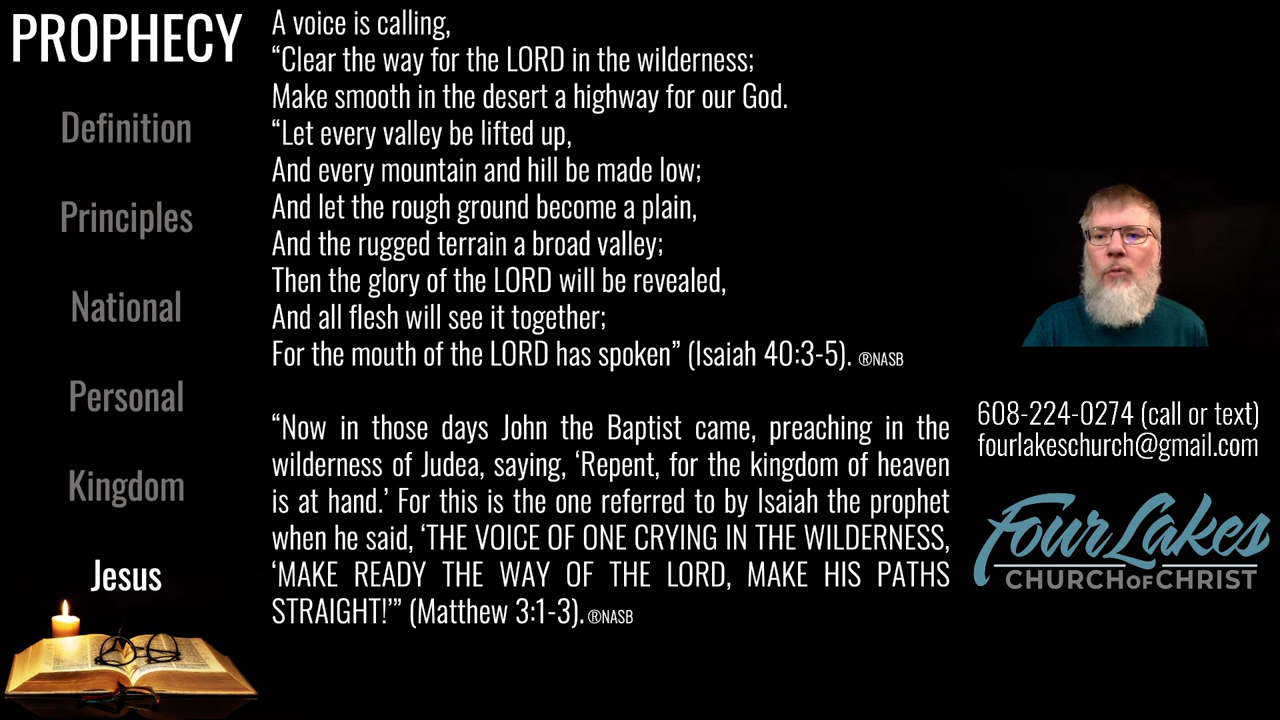 PROPHECY
Definition
Principles
National
Personal
Kingdom
Jesus
A voice is calling,
“Clear the way for the LORD in the wilderness;
Make smooth in the desert a highway for our God.
“Let every valley be lifted up,
And every mountain and hill be made low;
And let the rough ground become a plain,
And the rugged terrain a broad valley;
Then the glory of the LORD will be revealed,
And all flesh will see it together;
For the mouth of the LORD has spoken” (Isaiah 40:3-5). ®NASB
“Now in those days John the Baptist came, preaching in the
wilderness of Judea, saying, ‘Repent, for the kingdom of heaven
is at hand.’ For this is the one referred to by Isaiah the prophet
when he said, ‘THE VOICE OF ONE CRYING IN THE WILDERNESS,
‘MAKE READY THE WAY OF THE LORD, MAKE HIS PATHS
STRAIGHT!’” (Matthew 3:1-3). ®NASB
608-224-0274 (call or text)
fourlakeschurch@gmail.com
Four Lakes
CHURCH OF CHRIST